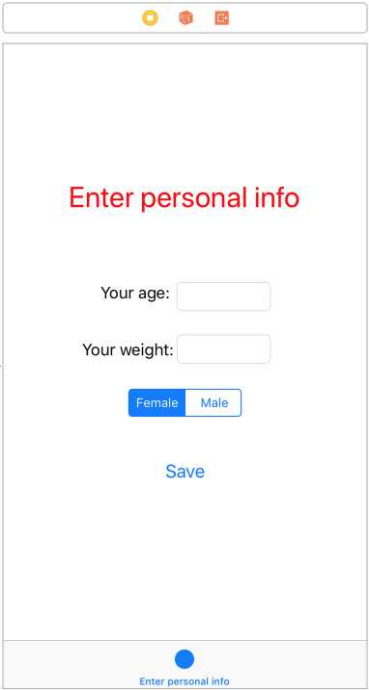 Enter personal info
Your age:
Your weight:
Female Male
Save
Enter personal info